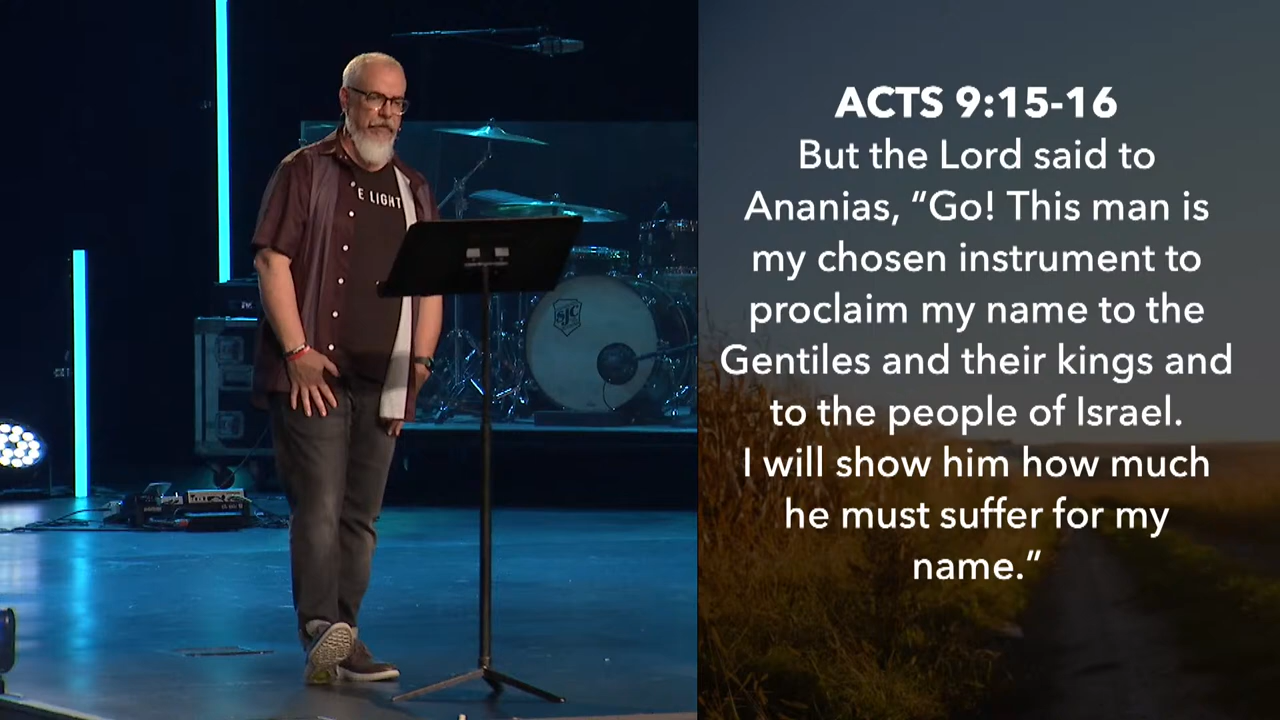 E LIGHT
SJC
ACTS 9:15-16
But the Lord said to
Ananias, “Go! This man is
my chosen instrument to
proclaim my name to the
Gentiles and their kings and
to the people of Israel.
I will show him how much
he must suffer for my
name.”